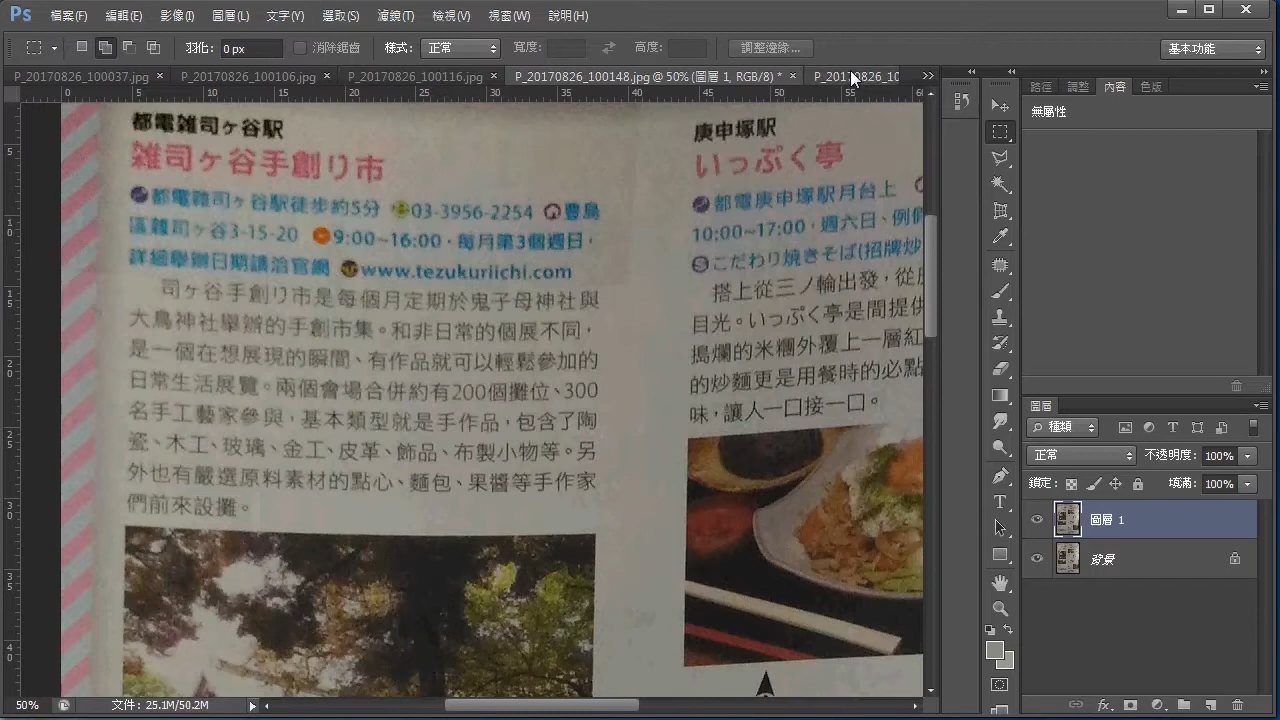 Ps 檔案(F) 編輯(E) 影像(I) 圖層(L) 文字(Y) 選取(S) 濾鏡(T) 檢視(V) 視窗(W) 說明(H)
羽化: 0 px 消除鋸齒 樣式: 正常 寬度: 高度: 調整邊緣... 基本功能
P_20170826_100037.jpg × P_20170826_100106.jpg × P_20170826_100116.jpg × P_20170826_100148.jpg @ 50% (圖層 1, RGB/8) * ×
0 5 10 15 20 25 30 35 40 45 50 55
路徑 調整 內容 色版
無屬性
都電雜司ヶ谷駅
雑司ヶ谷手創り市
都電雜司ヶ谷駅徒步約5分 03-3956-2254 豐島
區雜司ヶ谷3-15-20 9:00~16:00，每月第3個週日，
詳細舉辦日期請洽官網 www.tezukuriichi.com
司ヶ谷手創り市是每個月定期於鬼子母神社與
大鳥神社舉辦的手創市集。和非日常的個展不同，
是一個在想展現的瞬間、有作品就可以輕鬆參加的
日常生活展覽。兩個會場合併約有200個攤位、300
名手工藝家參與，基本類型就是手作品，包含了陶
瓷、木工、玻璃、金工、皮革、飾品、布製小物等。另
外也有嚴選原料素材的點心、麵包、果醬等手作家
們前來設攤。
庚申塚駅
いっぷく亭
都電庚申塚駅月台上
10:00~17:00，週六日、例假
こだわり焼きそば(招牌炒
搭上從三ノ輪出發，從
目光。いっぷく亭是間提供
搗爛的米糰外覆上一層紅
的炒麵更是用餐時的必點
味，讓人一口接一口。
圖層
種類
正常 不透明度: 100%
鎖定: 填滿: 100%
圖層 1
背景
50% 文件: 25.1M/50.2M